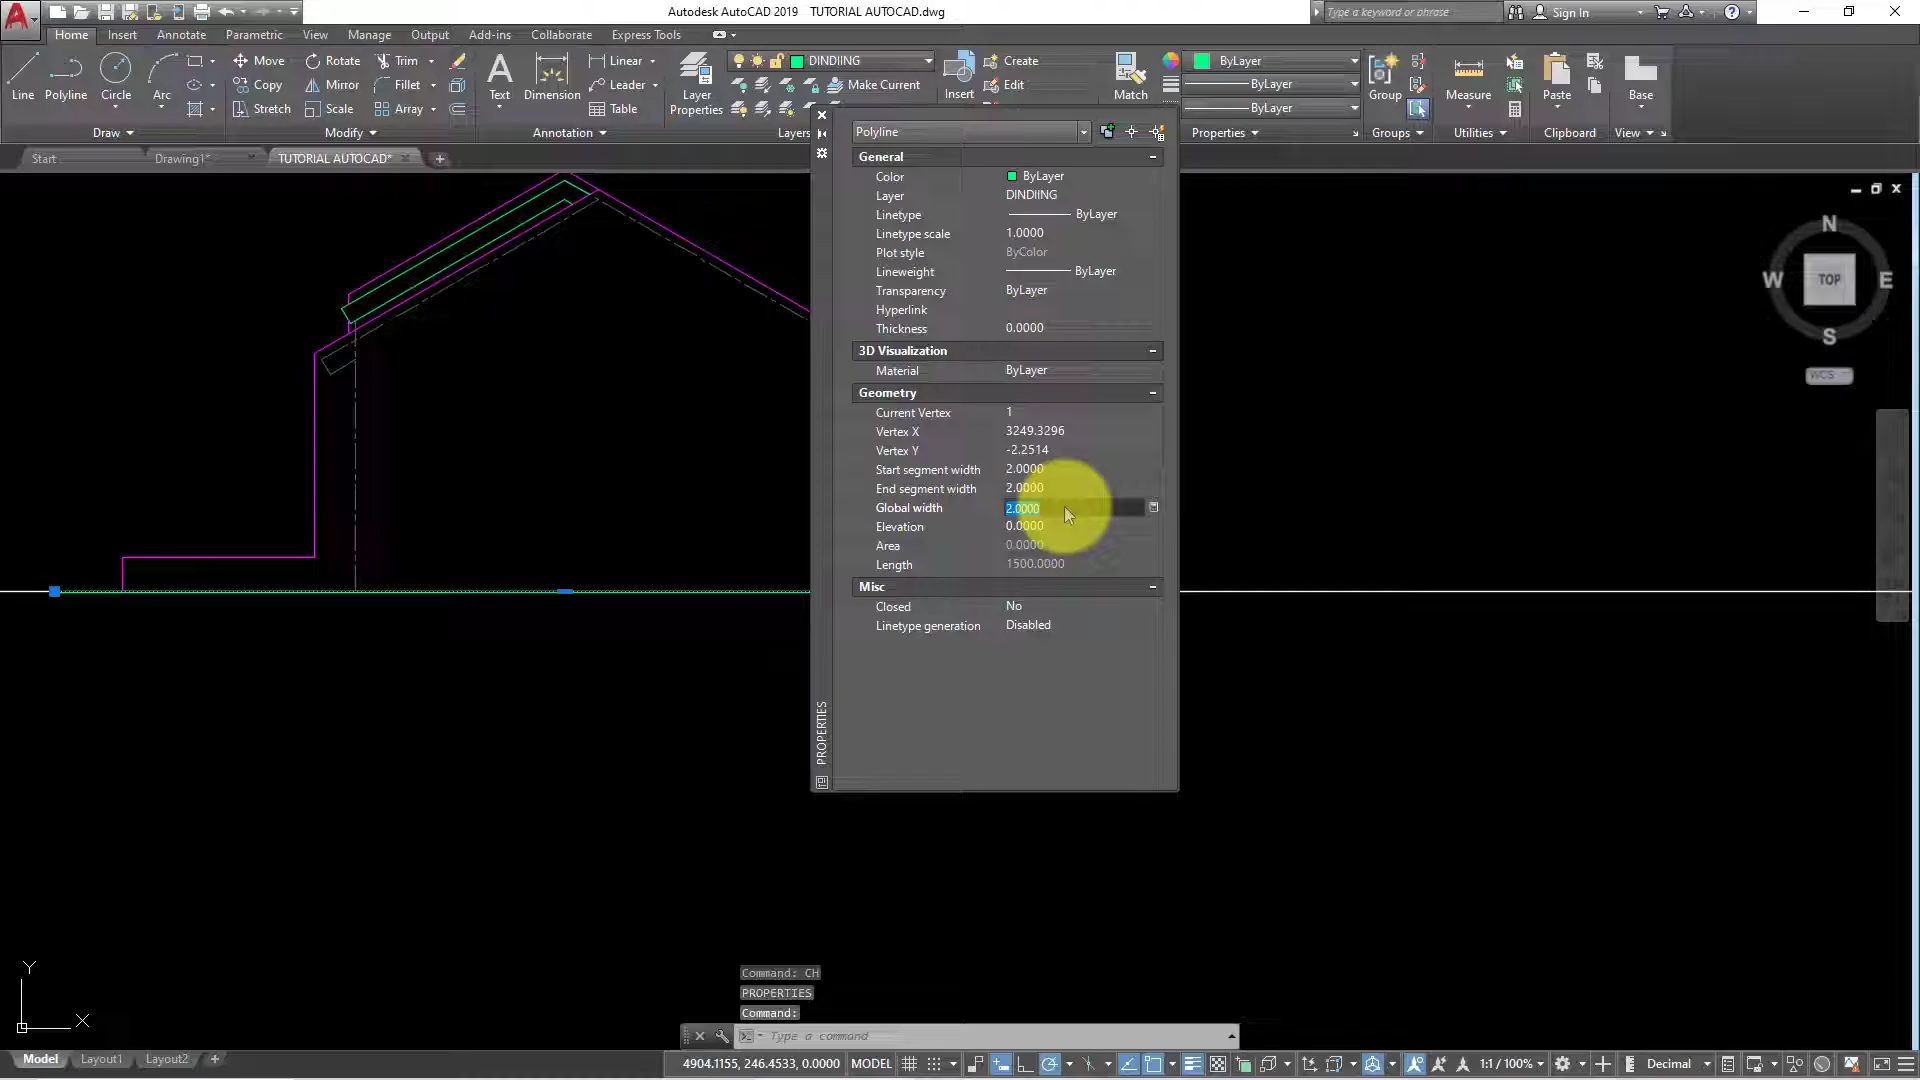 Autodesk AutoCAD 2019   TUTORIAL AUTOCAD.dwg
Type a keyword or phrase
Sign In
Home Insert Annotate Parametric View Manage Output Add-ins Collaborate Express Tools
Line Polyline Circle Arc
Move Rotate Trim
Copy Mirror Fillet
Stretch Scale Array
Text Dimension
Linear
Leader
Table
Layer Properties
DINDIING
Make Current
Insert
Create
Edit
Match
ByLayer
ByLayer
ByLayer
Group
Measure
Paste
Base
Draw Modify Annotation Layers Properties Groups Utilities Clipboard View
Start Drawing1* TUTORIAL AUTOCAD*
Polyline
General
Color ByLayer
Layer DINDIING
Linetype ByLayer
Linetype scale 1.0000
Plot style ByColor
Lineweight ByLayer
Transparency ByLayer
Hyperlink
Thickness 0.0000
3D Visualization
Material ByLayer
Geometry
Current Vertex 1
Vertex X 3249.3296
Vertex Y -2.2514
Start segment width 2.0000
End segment width 2.0000
Global width 2.0000
Elevation 0.0000
Area 0.0000
Length 1500.0000
Misc
Closed No
Linetype generation Disabled
PROPERTIES
N
W TOP E
S
WCS
Y
X
Command: CH
PROPERTIES
Command:
Type a command
Model Layout1 Layout2
4904.1155, 246.4533, 0.0000 MODEL 1:1 / 100% Decimal